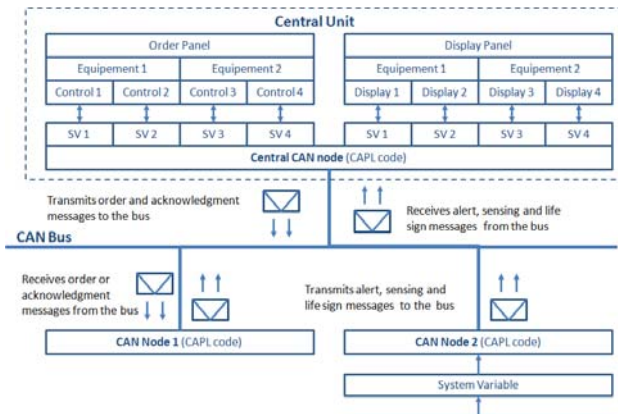 Central Unit
Order Panel
Display Panel
Equipement 1
Equipement 2
Equipement 1
Equipement 2
Control 1
Control 2
Control 3
Control 4
Display 1
Display 2
Display 3
Display 4
SV 1
SV 2
SV 3
SV 4
SV 1
SV 2
SV 3
SV 4
Central CAN node (CAPL code)
Transmits order and acknowledgment
messages to the bus
Receives alert, sensing and life
sign messages from the bus
CAN Bus
Receives order or
acknowledgment
messages from the bus
Transmits alert, sensing and
life sign messages to the bus
CAN Node 1 (CAPL code)
CAN Node 2 (CAPL code)
System Variable